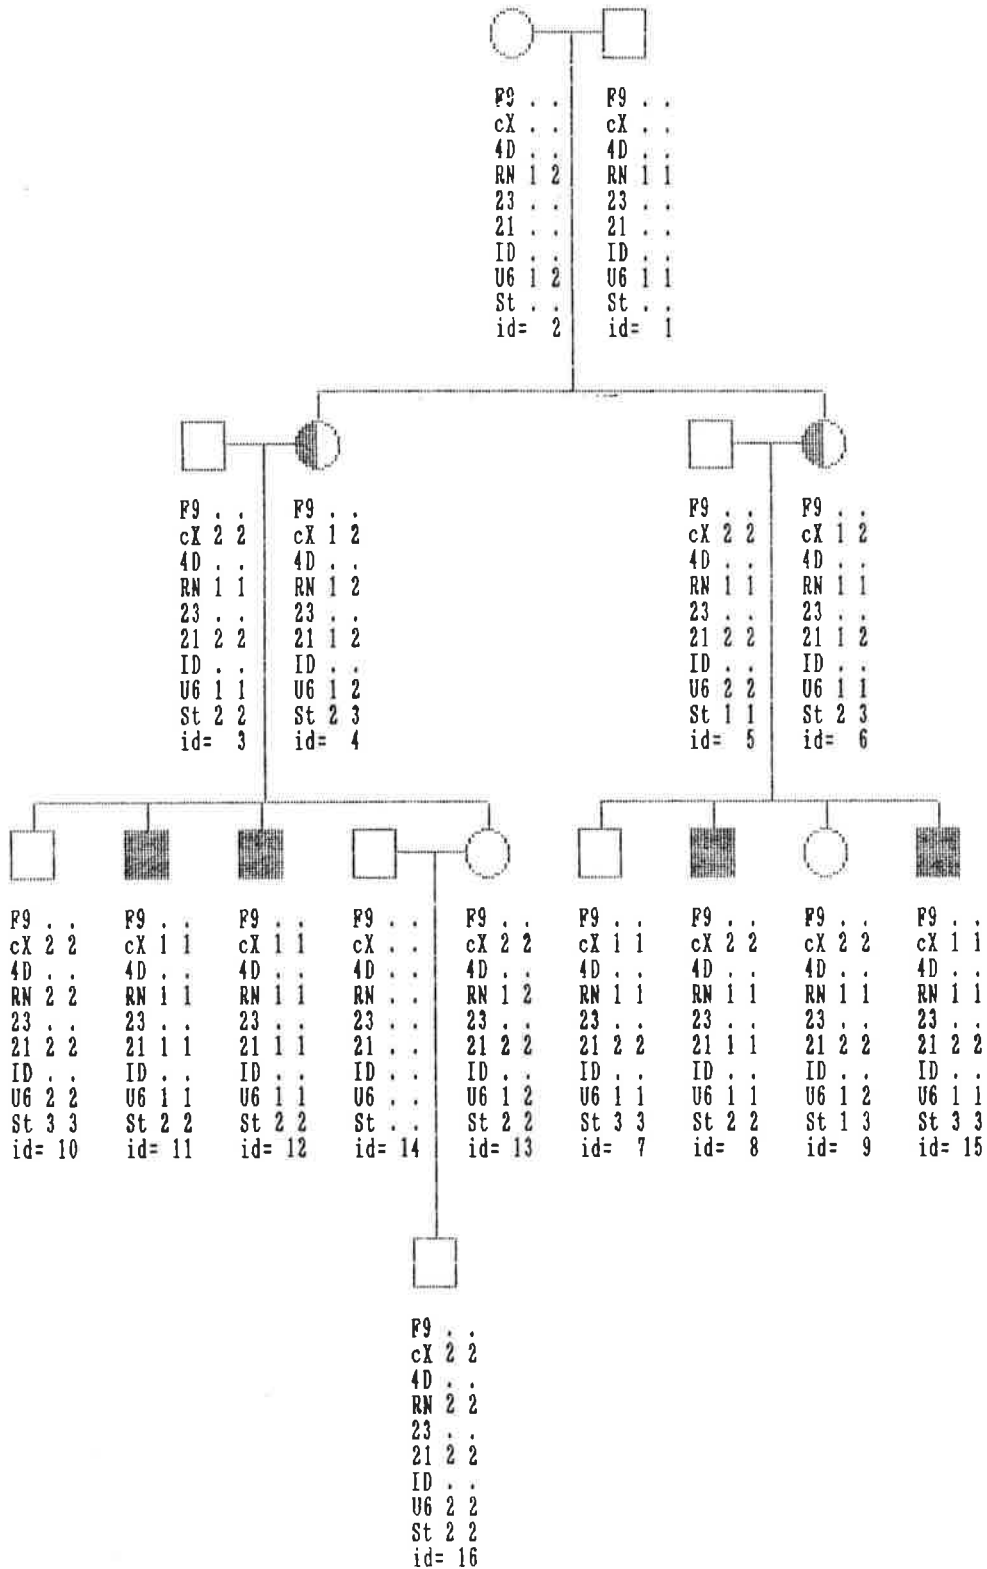 F9 . .
cX . .
4D . .
RN 1 2
23 . .
21 . .
ID . .
U6 1 2
St . .
id= 2
F9 . .
cX . .
4D . .
RN 1 1
23 . .
21 . .
ID . .
U6 1 1
St . .
id= 1
F9 . .
cX 2 2
4D . .
RN 1 1
23 . .
21 2 2
ID . .
U6 1 1
St 2 2
id= 3
F9 . .
cX 1 2
4D . .
RN 1 2
23 . .
21 1 2
ID . .
U6 1 2
St 2 3
id= 4
F9 . .
cX 2 2
4D . .
RN 1 1
23 . .
21 2 2
ID . .
U6 2 2
St 1 1
id= 5
F9 . .
cX 1 2
4D . .
RN 1 1
23 . .
21 1 2
ID . .
U6 1 1
St 2 3
id= 6
F9 . .
cX 2 2
4D . .
RN 2 2
23 . .
21 2 2
ID . .
U6 2 2
St 3 3
id= 10
F9 . .
cX 1 1
4D . .
RN 1 1
23 . .
21 1 1
ID . .
U6 1 1
St 2 2
id= 11
F9 . .
cX 1 1
4D . .
RN 1 1
23 . .
21 1 1
ID . .
U6 1 1
St 2 2
id= 12
F9 . .
cX . .
4D . .
RN . .
23 . .
21 . .
ID . .
U6 . .
St . .
id= 14
F9 . .
cX 2 2
4D . .
RN 1 2
23 . .
21 2 2
ID . .
U6 1 2
St 2 2
id= 13
F9 . .
cX 1 1
4D . .
RN 1 1
23 . .
21 2 2
ID . .
U6 1 1
St 3 3
id= 7
F9 . .
cX 2 2
4D . .
RN 1 1
23 . .
21 1 1
ID . .
U6 1 1
St 2 2
id= 8
F9 . .
cX 2 2
4D . .
RN 1 1
23 . .
21 2 2
ID . .
U6 1 2
St 1 3
id= 9
F9 . .
cX 1 1
4D . .
RN 1 1
23 . .
21 2 2
ID . .
U6 1 1
St 3 3
id= 15
F9 . .
cX 2 2
4D . .
RN 2 2
23 . .
21 2 2
ID . .
U6 2 2
St 2 2
id= 16